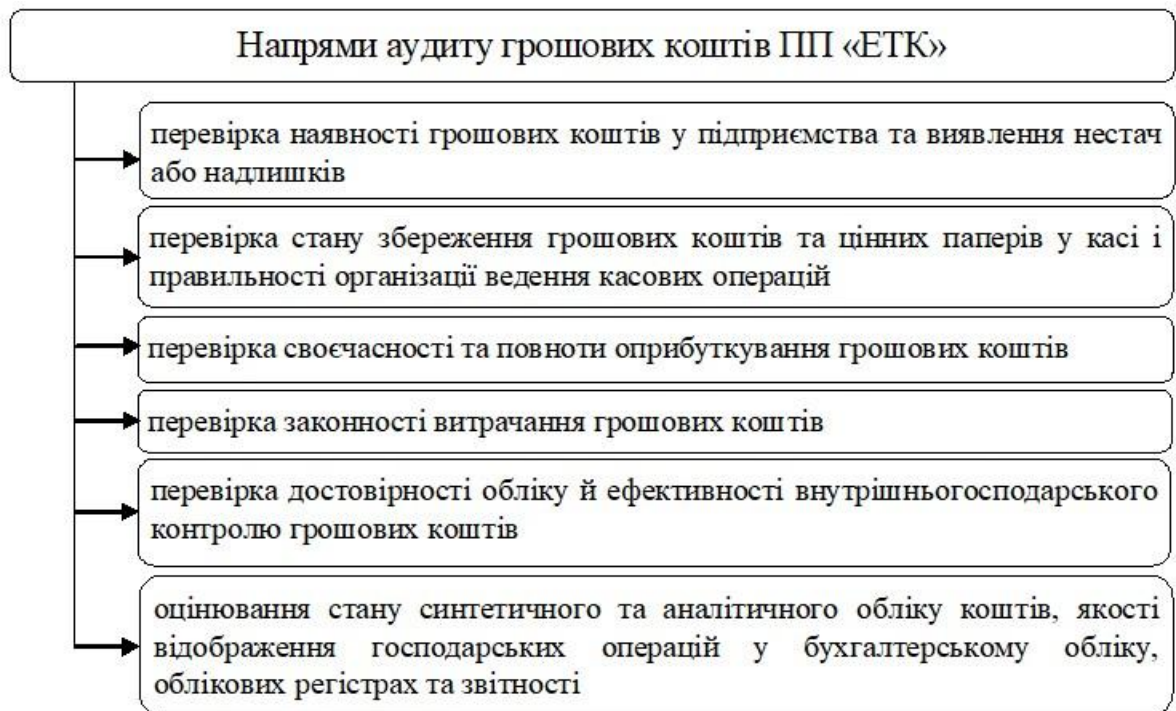 Напрями аудиту грошових коштів ПП «ЕТК»
перевірка наявності грошових коштів у підприємства та виявлення нестач
або надлишків
перевірка стану збереження грошових коштів та цінних паперів у касі і
правильності організації ведення касових операцій
перевірка своєчасності та повноти оприбуткування грошових коштів
перевірка законності витрачання грошових коштів
перевірка достовірності обліку й ефективності внутрішньогосподарського
контролю грошових коштів
оцінювання стану синтетичного та аналітичного обліку коштів, якості
відображення господарських операцій у бухгалтерському обліку,
облікових регістрах та звітності